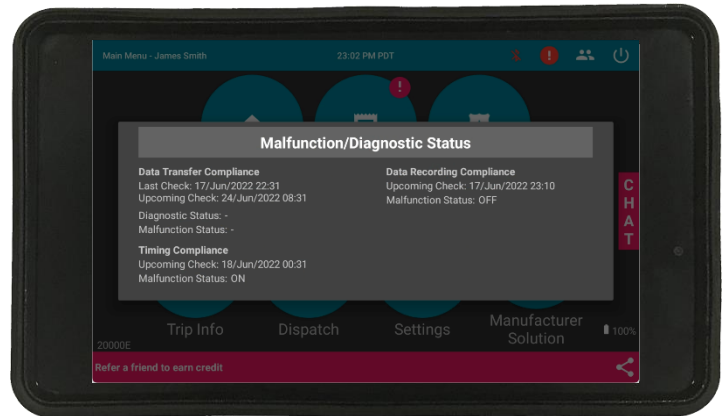 Main Menu - James Smith
23:02 PM PDT
Malfunction/Diagnostic Status
Data Transfer Compliance
Last Check: 17/Jun/2022 22:31
Upcoming Check: 24/Jun/2022 08:31
Diagnostic Status: -
Malfunction Status: -
Timing Compliance
Upcoming Check: 18/Jun/2022 00:31
Malfunction Status: ON
Data Recording Compliance
Upcoming Check: 17/Jun/2022 23:10
Malfunction Status: OFF
CHAT
Trip Info
Dispatch
Settings
Manufacturer
Solution
100%
20000E
Refer a friend to earn credit